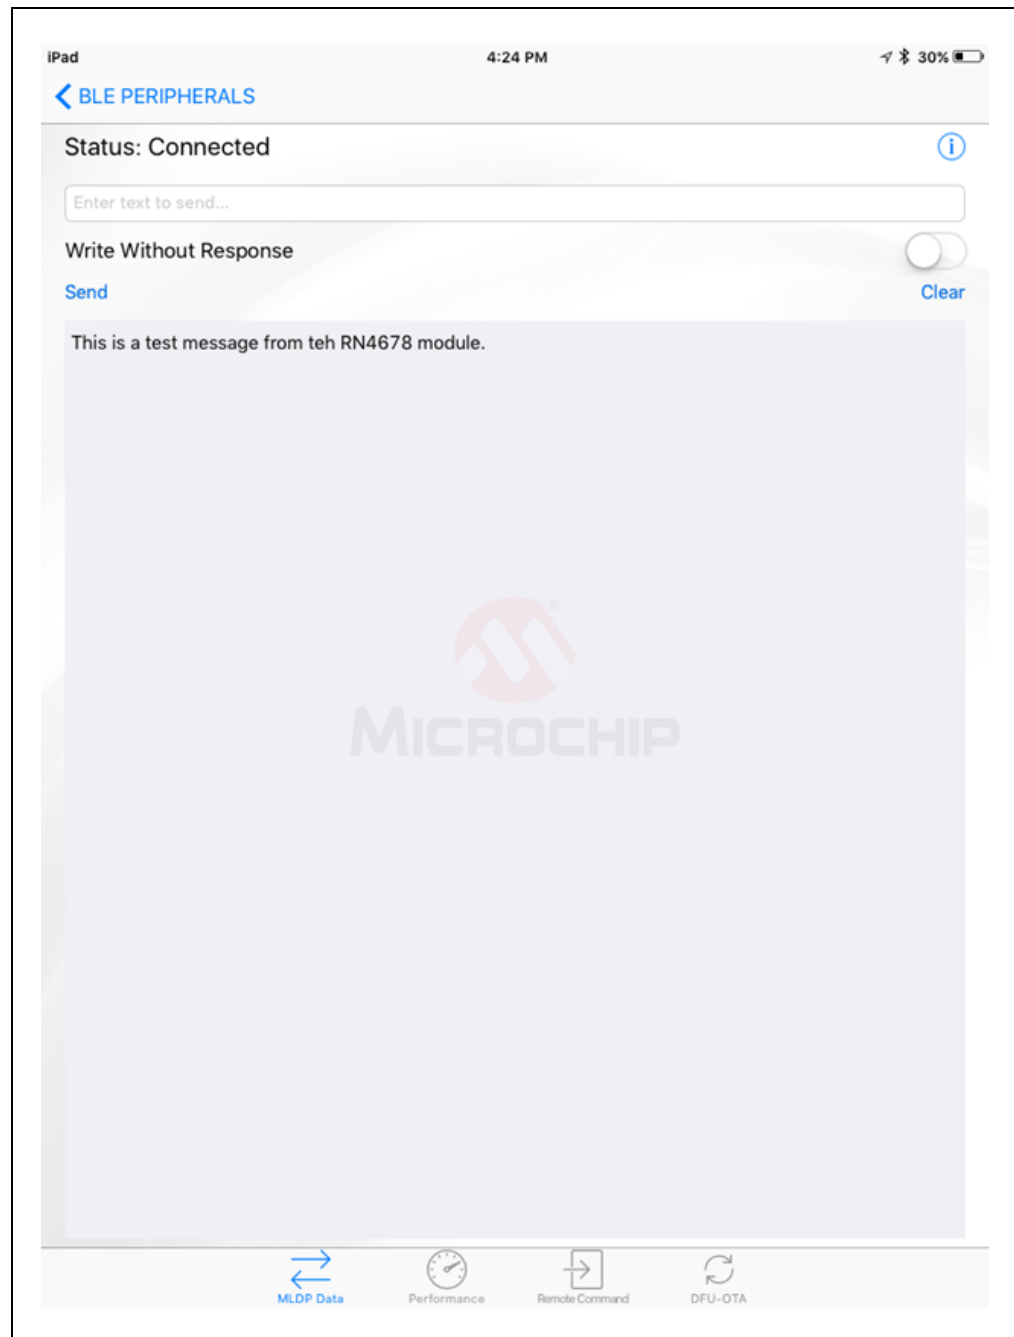 iPad 4:24 PM 30%
BLE PERIPHERALS
Status: Connected
Enter text to send...
Write Without Response
Send Clear
This is a test message from teh RN4678 module.
MICROCHIP
MLDP Data Performance Remote Command DFU-OTA